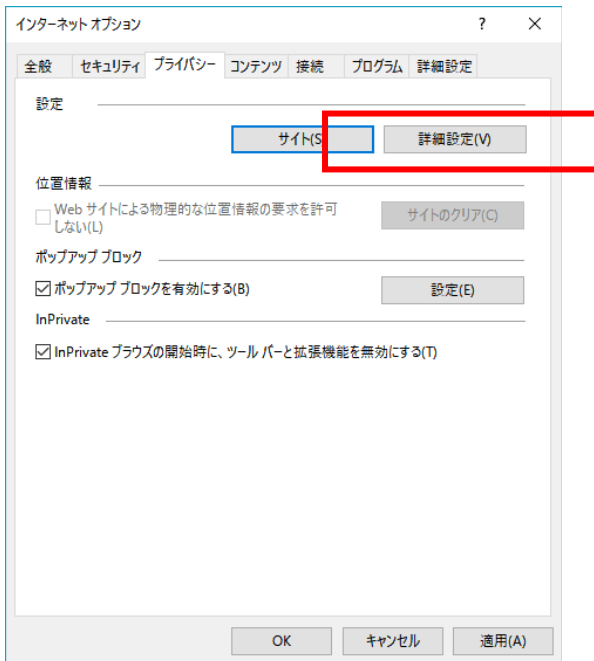 インターネット オプション ? ×
全般 セキュリティ プライバシー コンテンツ 接続 プログラム 詳細設定
設定
サイト(S 詳細設定(V)
位置情報
Web サイトによる物理的な位置情報の要求を許可
しない(L)
サイトのクリア(C)
ポップアップ ブロック
ポップアップ ブロックを有効にする(B) 設定(E)
InPrivate
InPrivate ブラウズの開始時に、ツール バーと拡張機能を無効にする(T)
OK キャンセル 適用(A)